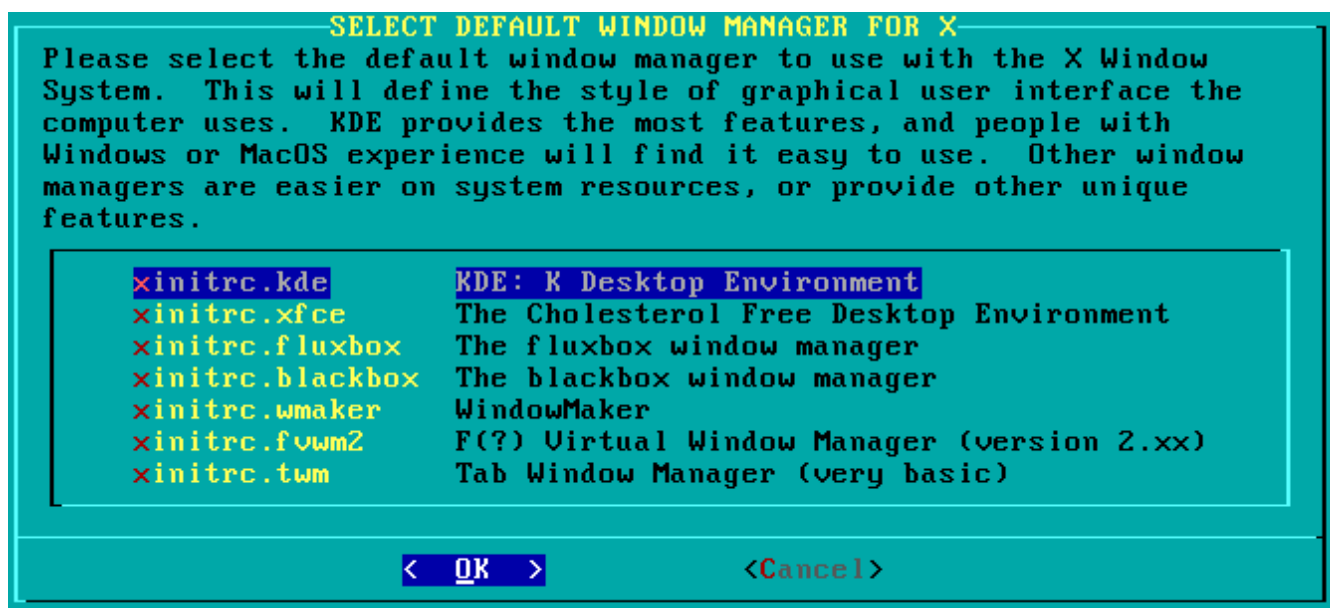 SELECT DEFAULT WINDOW MANAGER FOR X
Please select the default window manager to use with the X Window
System.  This will define the style of graphical user interface the
computer uses.  KDE provides the most features, and people with
Windows or MacOS experience will find it easy to use.  Other window
managers are easier on system resources, or provide other unique
features.
xinitrc.kde KDE: K Desktop Environment
xinitrc.xfce The Cholesterol Free Desktop Environment
xinitrc.fluxbox The fluxbox window manager
xinitrc.blackbox The blackbox window manager
xinitrc.wmaker WindowMaker
xinitrc.fvwm2 F(?) Virtual Window Manager (version 2.xx)
xinitrc.twm Tab Window Manager (very basic)
< OK > <Cancel>